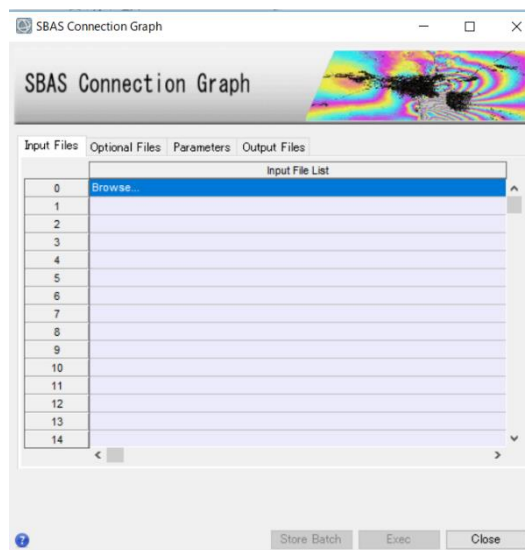 SBAS Connection Graph
SBAS Connection Graph
Input Files Optional Files Parameters Output Files
Input File List
0 Browse...
1
2
3
4
5
6
7
8
9
10
11
12
13
14
Store Batch Exec Close